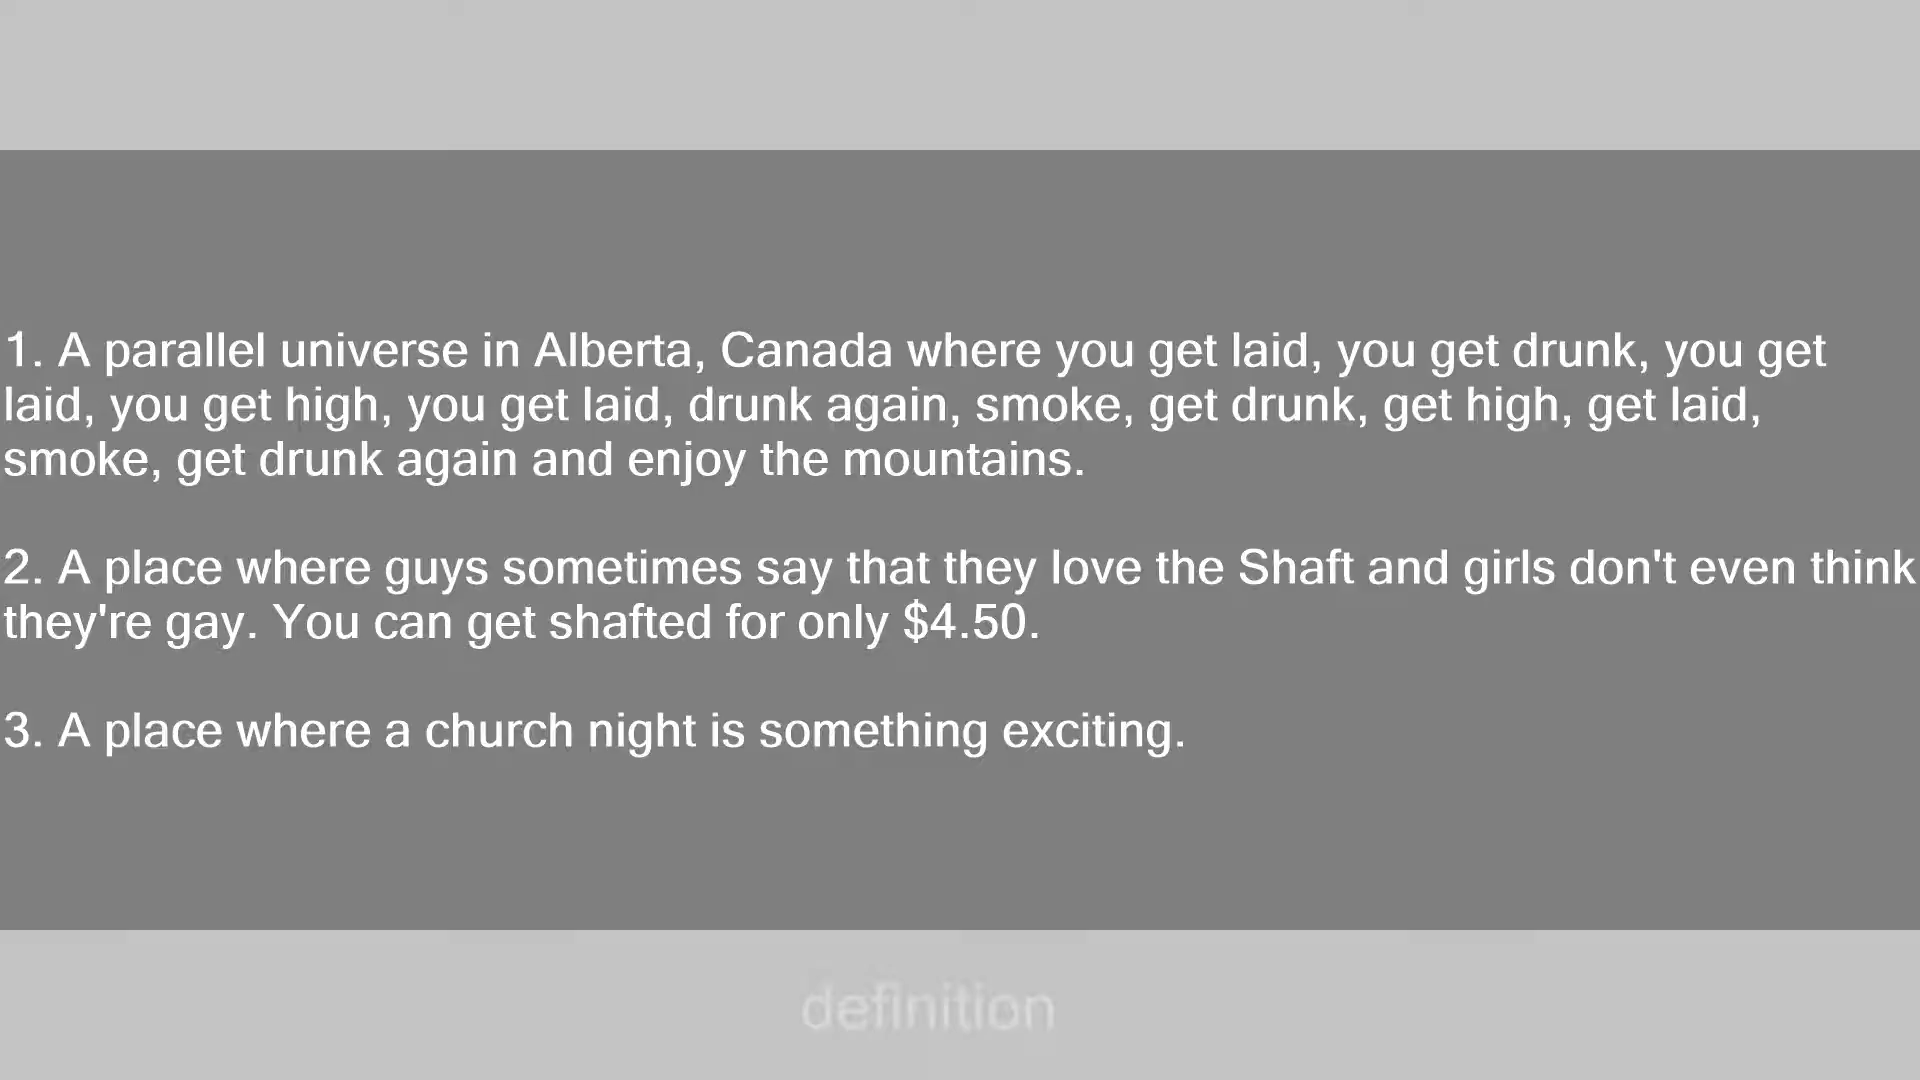 1. A parallel universe in Alberta, Canada where you get laid, you get drunk, you get
laid, you get high, you get laid, drunk again, smoke, get drunk, get high, get laid,
smoke, get drunk again and enjoy the mountains.
2. A place where guys sometimes say that they love the Shaft and girls don't even think
they're gay. You can get shafted for only $4.50.
3. A place where a church night is something exciting.
definition